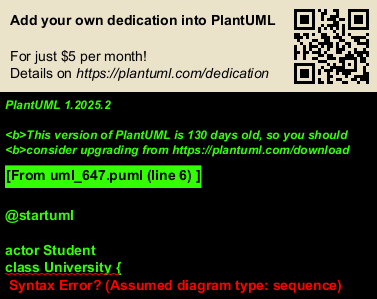 Add your own dedication into PlantUML
For just $5 per month!
Details on https://plantuml.com/dedication
PlantUML 1.2025.2
<b>This version of PlantUML is 130 days old, so you should
<b>consider upgrading from https://plantuml.com/download
[From uml_647.puml (line 6) ]
@startuml
actor Student
class University {
Syntax Error? (Assumed diagram type: sequence)